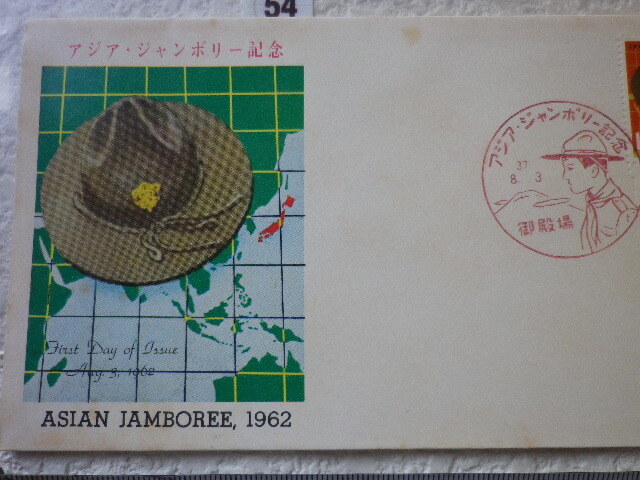 54
アジア・ジャンボリー記念
アジア・ジャンボリー記念
37
8. 3
御殿場
First Day of Issue
Aug. 3, 1962
ASIAN JAMBOREE, 1962